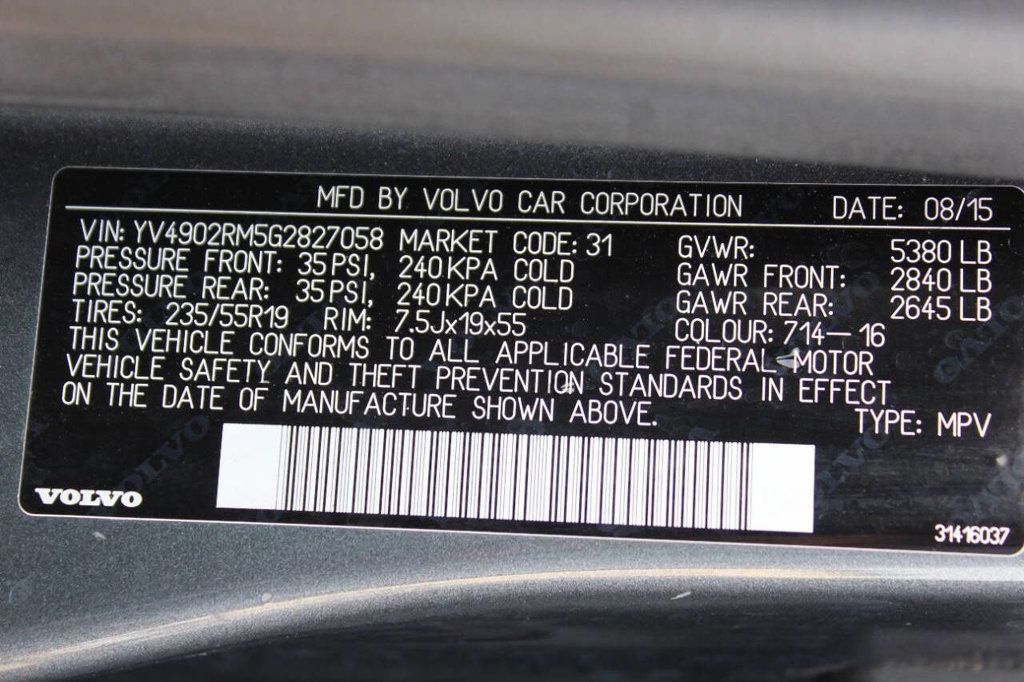 MFD BY VOLVO CAR CORPORATION DATE: 08/15
VIN: YV4902RM5G2827058 MARKET CODE: 31 GVWR: 5380 LB
PRESSURE FRONT: 35 PSI, 240 KPA COLD GAWR FRONT: 2840 LB
PRESSURE REAR: 35 PSI, 240 KPA COLD GAWR REAR: 2645 LB
TIRES: 235/55R19 RIM: 7.5Jx19x55 COLOUR: 714-16
THIS VEHICLE CONFORMS TO ALL APPLICABLE FEDERAL MOTOR
VEHICLE SAFETY AND THEFT PREVENTION STANDARDS IN EFFECT
ON THE DATE OF MANUFACTURE SHOWN ABOVE. TYPE: MPV
VOLVO
31416037